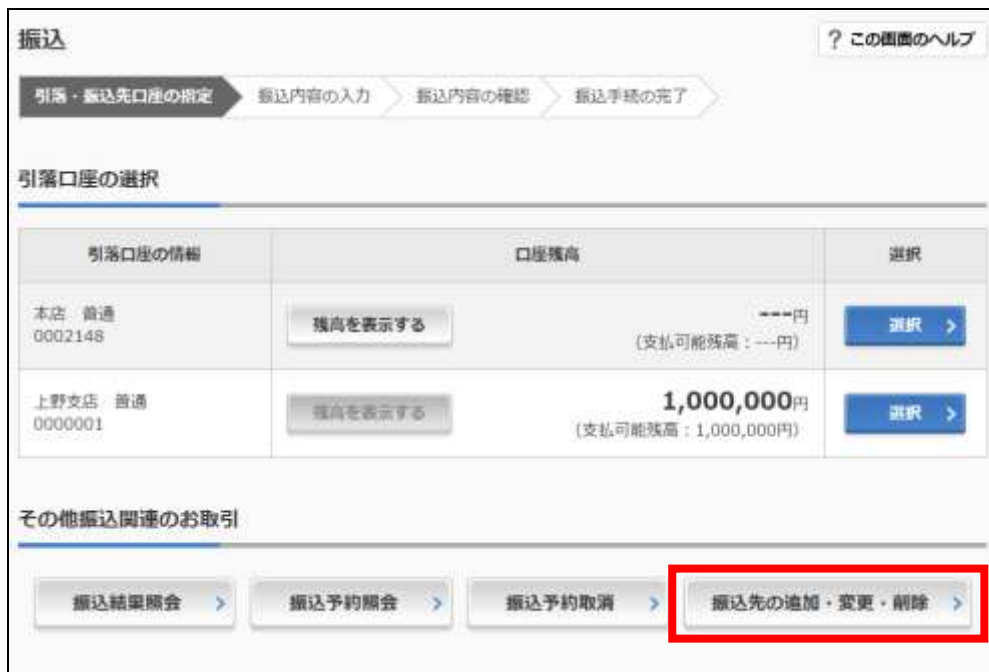 振込
? この画面のヘルプ
引落・振込先口座の指定
振込内容の入力
振込内容の確認
振込手続の完了
引落口座の選択
引落口座の情報
口座残高
選択
本店 普通
0002148
残高を表示する
---円
(支払可能残高:---円)
選択
上野支店 普通
0000001
残高を表示する
1,000,000円
(支払可能残高:1,000,000円)
選択
その他振込関連のお取引
振込結果照会
振込予約照会
振込予約取消
振込先の追加・変更・削除